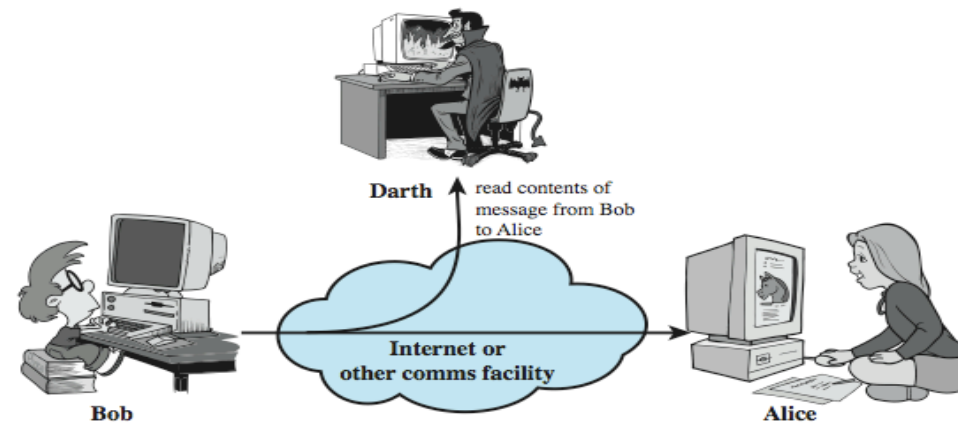 Darth
read contents of
message from Bob
to Alice
Internet or
other comms facility
Bob
Alice